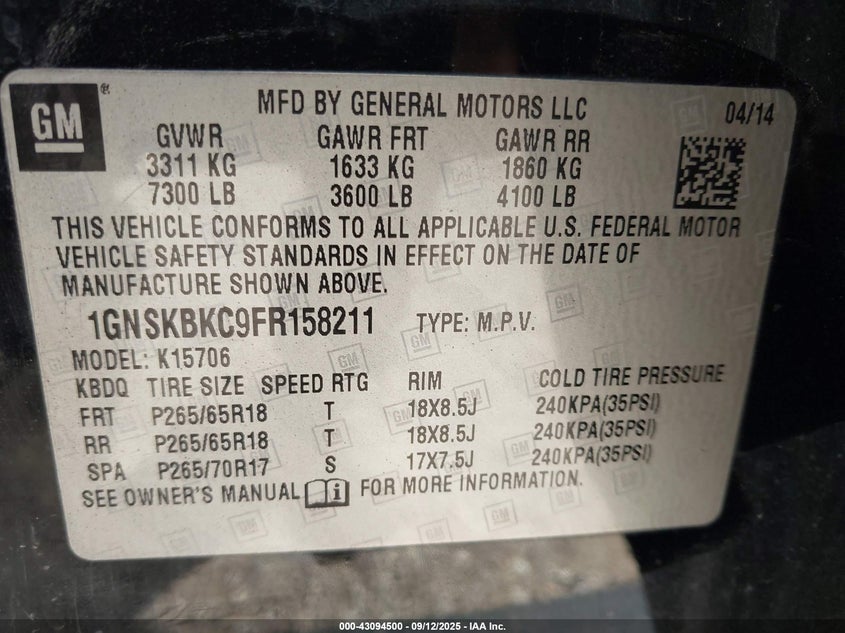 GM®
MFD BY GENERAL MOTORS LLC 04/14
GVWR GAWR FRT GAWR RR
3311 KG 1633 KG 1860 KG
7300 LB 3600 LB 4100 LB
THIS VEHICLE CONFORMS TO ALL APPLICABLE U.S. FEDERAL MOTOR
VEHICLE SAFETY STANDARDS IN EFFECT ON THE DATE OF
MANUFACTURE SHOWN ABOVE.
1GNSKBKC9FR158211 TYPE: M.P.V.
MODEL: K15706
KBDQ TIRE SIZE SPEED RTG RIM COLD TIRE PRESSURE
FRT P265/65R18 T 18X8.5J 240KPA(35PSI)
RR P265/65R18 T 18X8.5J 240KPA(35PSI)
SPA P265/70R17 S 17X7.5J 240KPA(35PSI)
SEE OWNER'S MANUAL i FOR MORE INFORMATION.
000-43094500 - 09/12/2025 - IAA Inc.